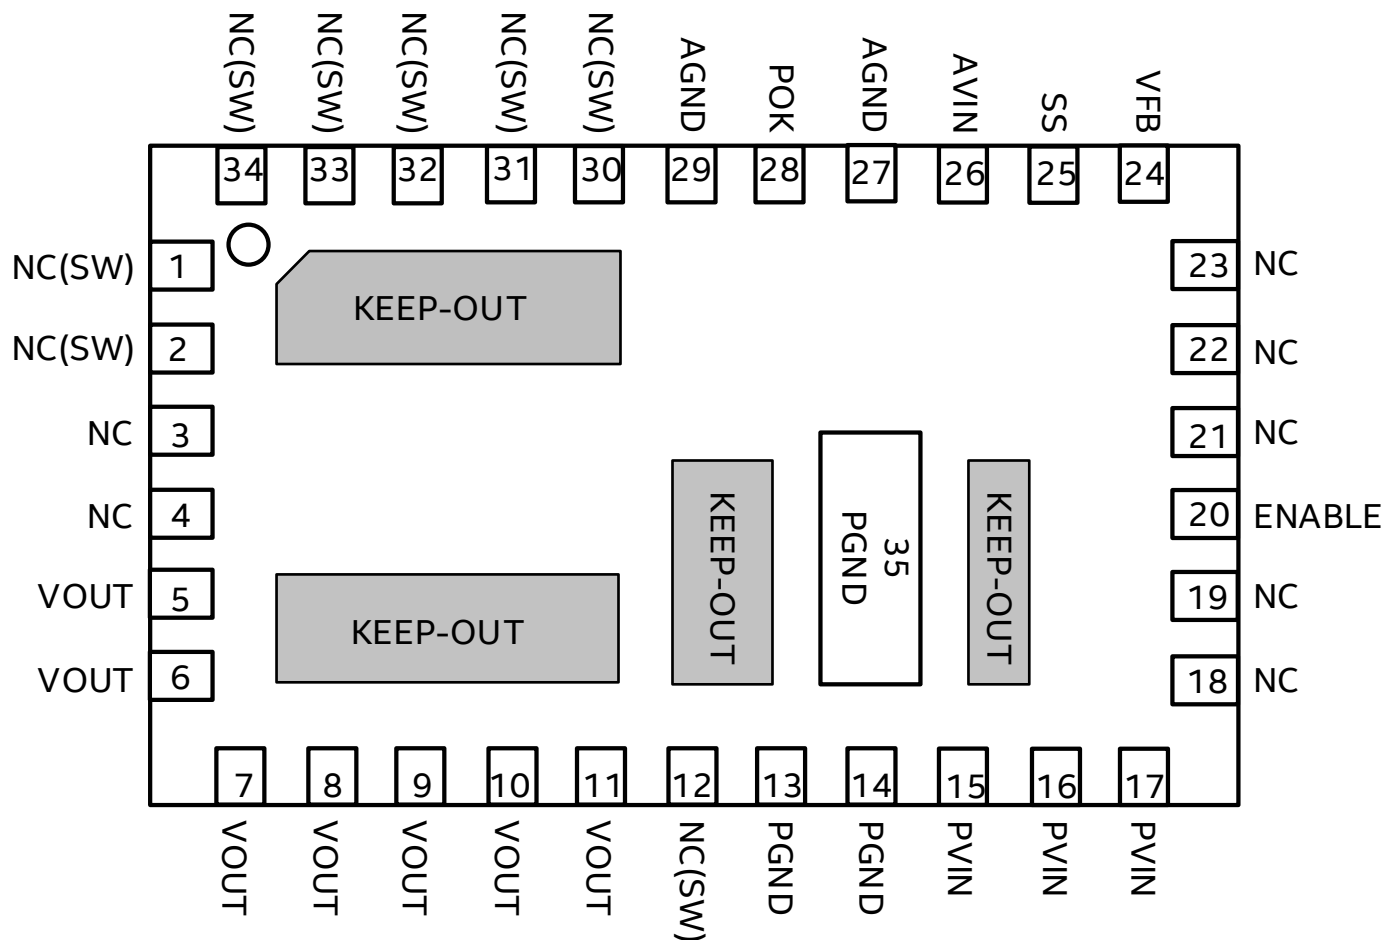 NC(SW)
NC(SW)
NC(SW)
NC(SW)
NC(SW)
AGND
POK
AGND
AVIN
SS
VFB
34
33
32
31
30
29
28
27
26
25
24
NC(SW) 1
23 NC
KEEP-OUT
NC(SW) 2
22 NC
NC 3
21 NC
NC 4
20 ENABLE
KEEP-OUT
35
PGND
KEEP-OUT
VOUT 5
19 NC
KEEP-OUT
VOUT 6
18 NC
7
8
9
10
11
12
13
14
15
16
17
VOUT
VOUT
VOUT
VOUT
VOUT
NC(SW)
PGND
PGND
PVIN
PVIN
PVIN